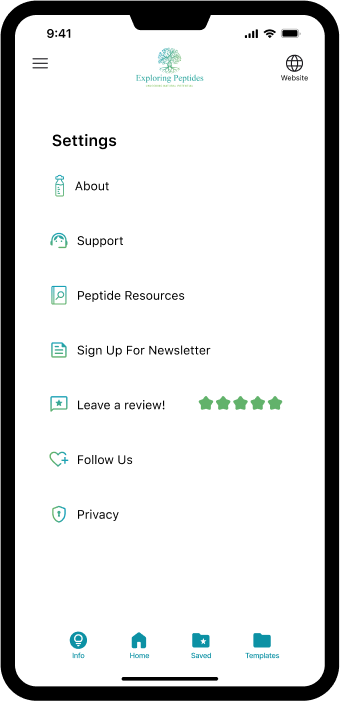 9:41
Exploring Peptides
Website
Settings
About
Support
Peptide Resources
Sign Up For Newsletter
Leave a review!
Follow Us
Privacy
Info
Home
Saved
Templates